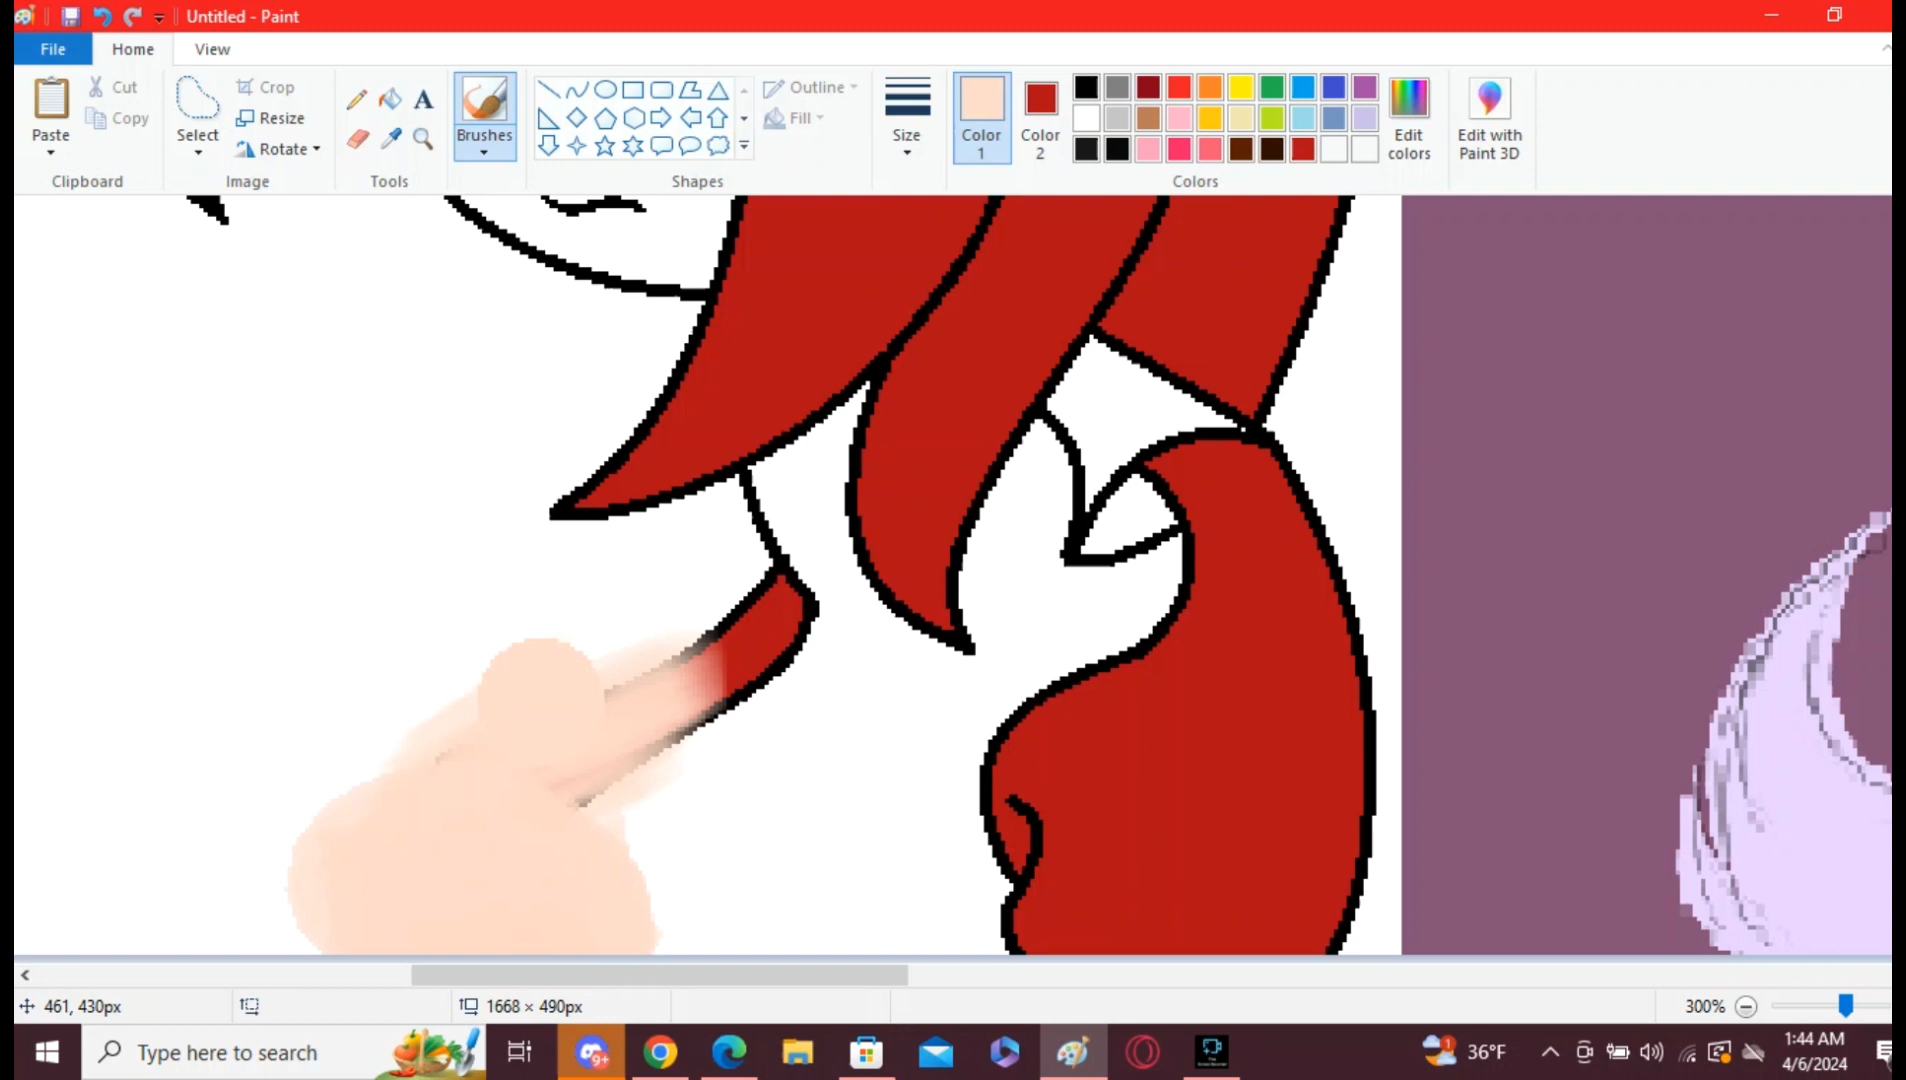 Untitled - Paint
File Home View
Paste
Cut
Copy
Clipboard
Select
Crop
Resize
Rotate
Image
A
Tools
Brushes
Outline
Fill
Shapes
Size
Color 1
Color 2
Edit colors
Colors
Edit with Paint 3D
461, 430px
1668 × 490px
300%
Type here to search
9+
1
36°F
1:44 AM
4/6/2024